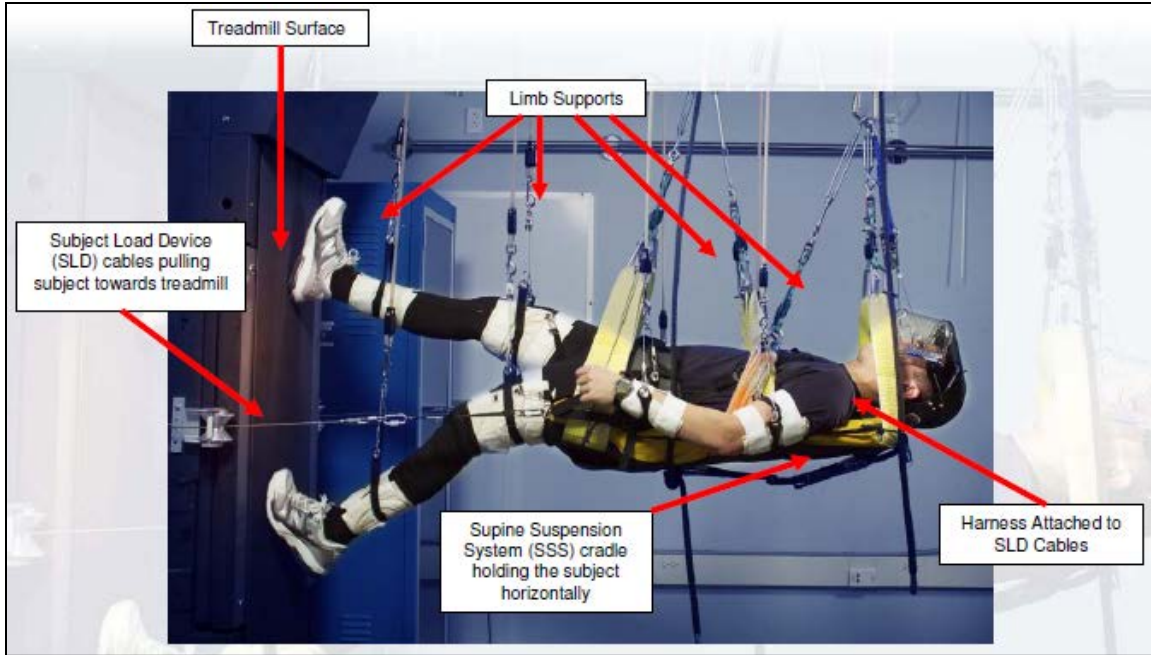 Treadmill Surface
Limb Supports
Subject Load Device
(SLD) cables pulling
subject towards treadmill
Supine Suspension
System (SSS) cradle
holding the subject
horizontally
Harness Attached to
SLD Cables